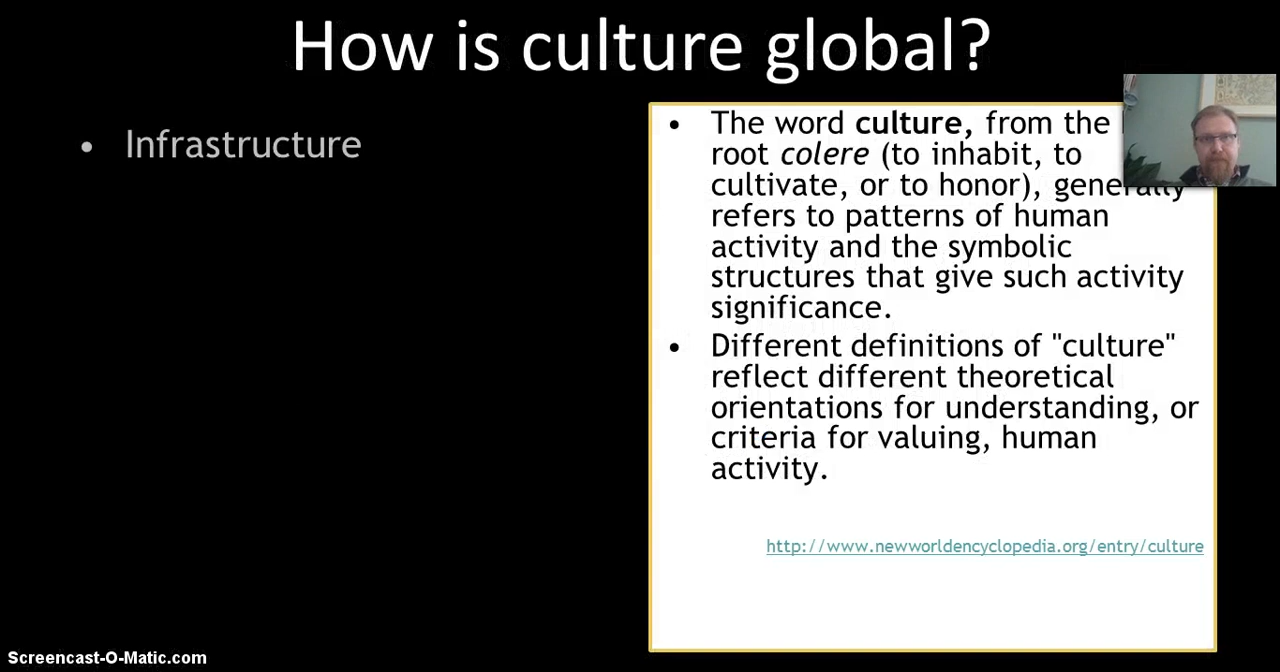 How is culture global?
• Infrastructure
• The word culture, from the
root colere (to inhabit, to
cultivate, or to honor), generally
refers to patterns of human
activity and the symbolic
structures that give such activity
significance.
• Different definitions of "culture"
reflect different theoretical
orientations for understanding, or
criteria for valuing, human
activity.
http://www.newworldencyclopedia.org/entry/culture
Screencast-O-Matic.com